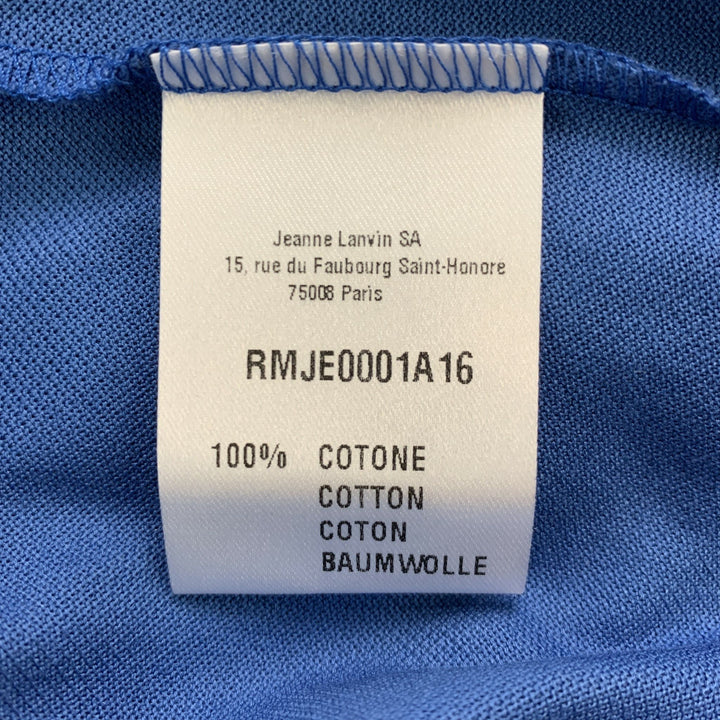 Jeanne Lanvin SA
15, rue du Faubourg Saint-Honore
75008 Paris
RMJE0001A16
100% COTONE
COTTON
COTON
BAUMWOLLE